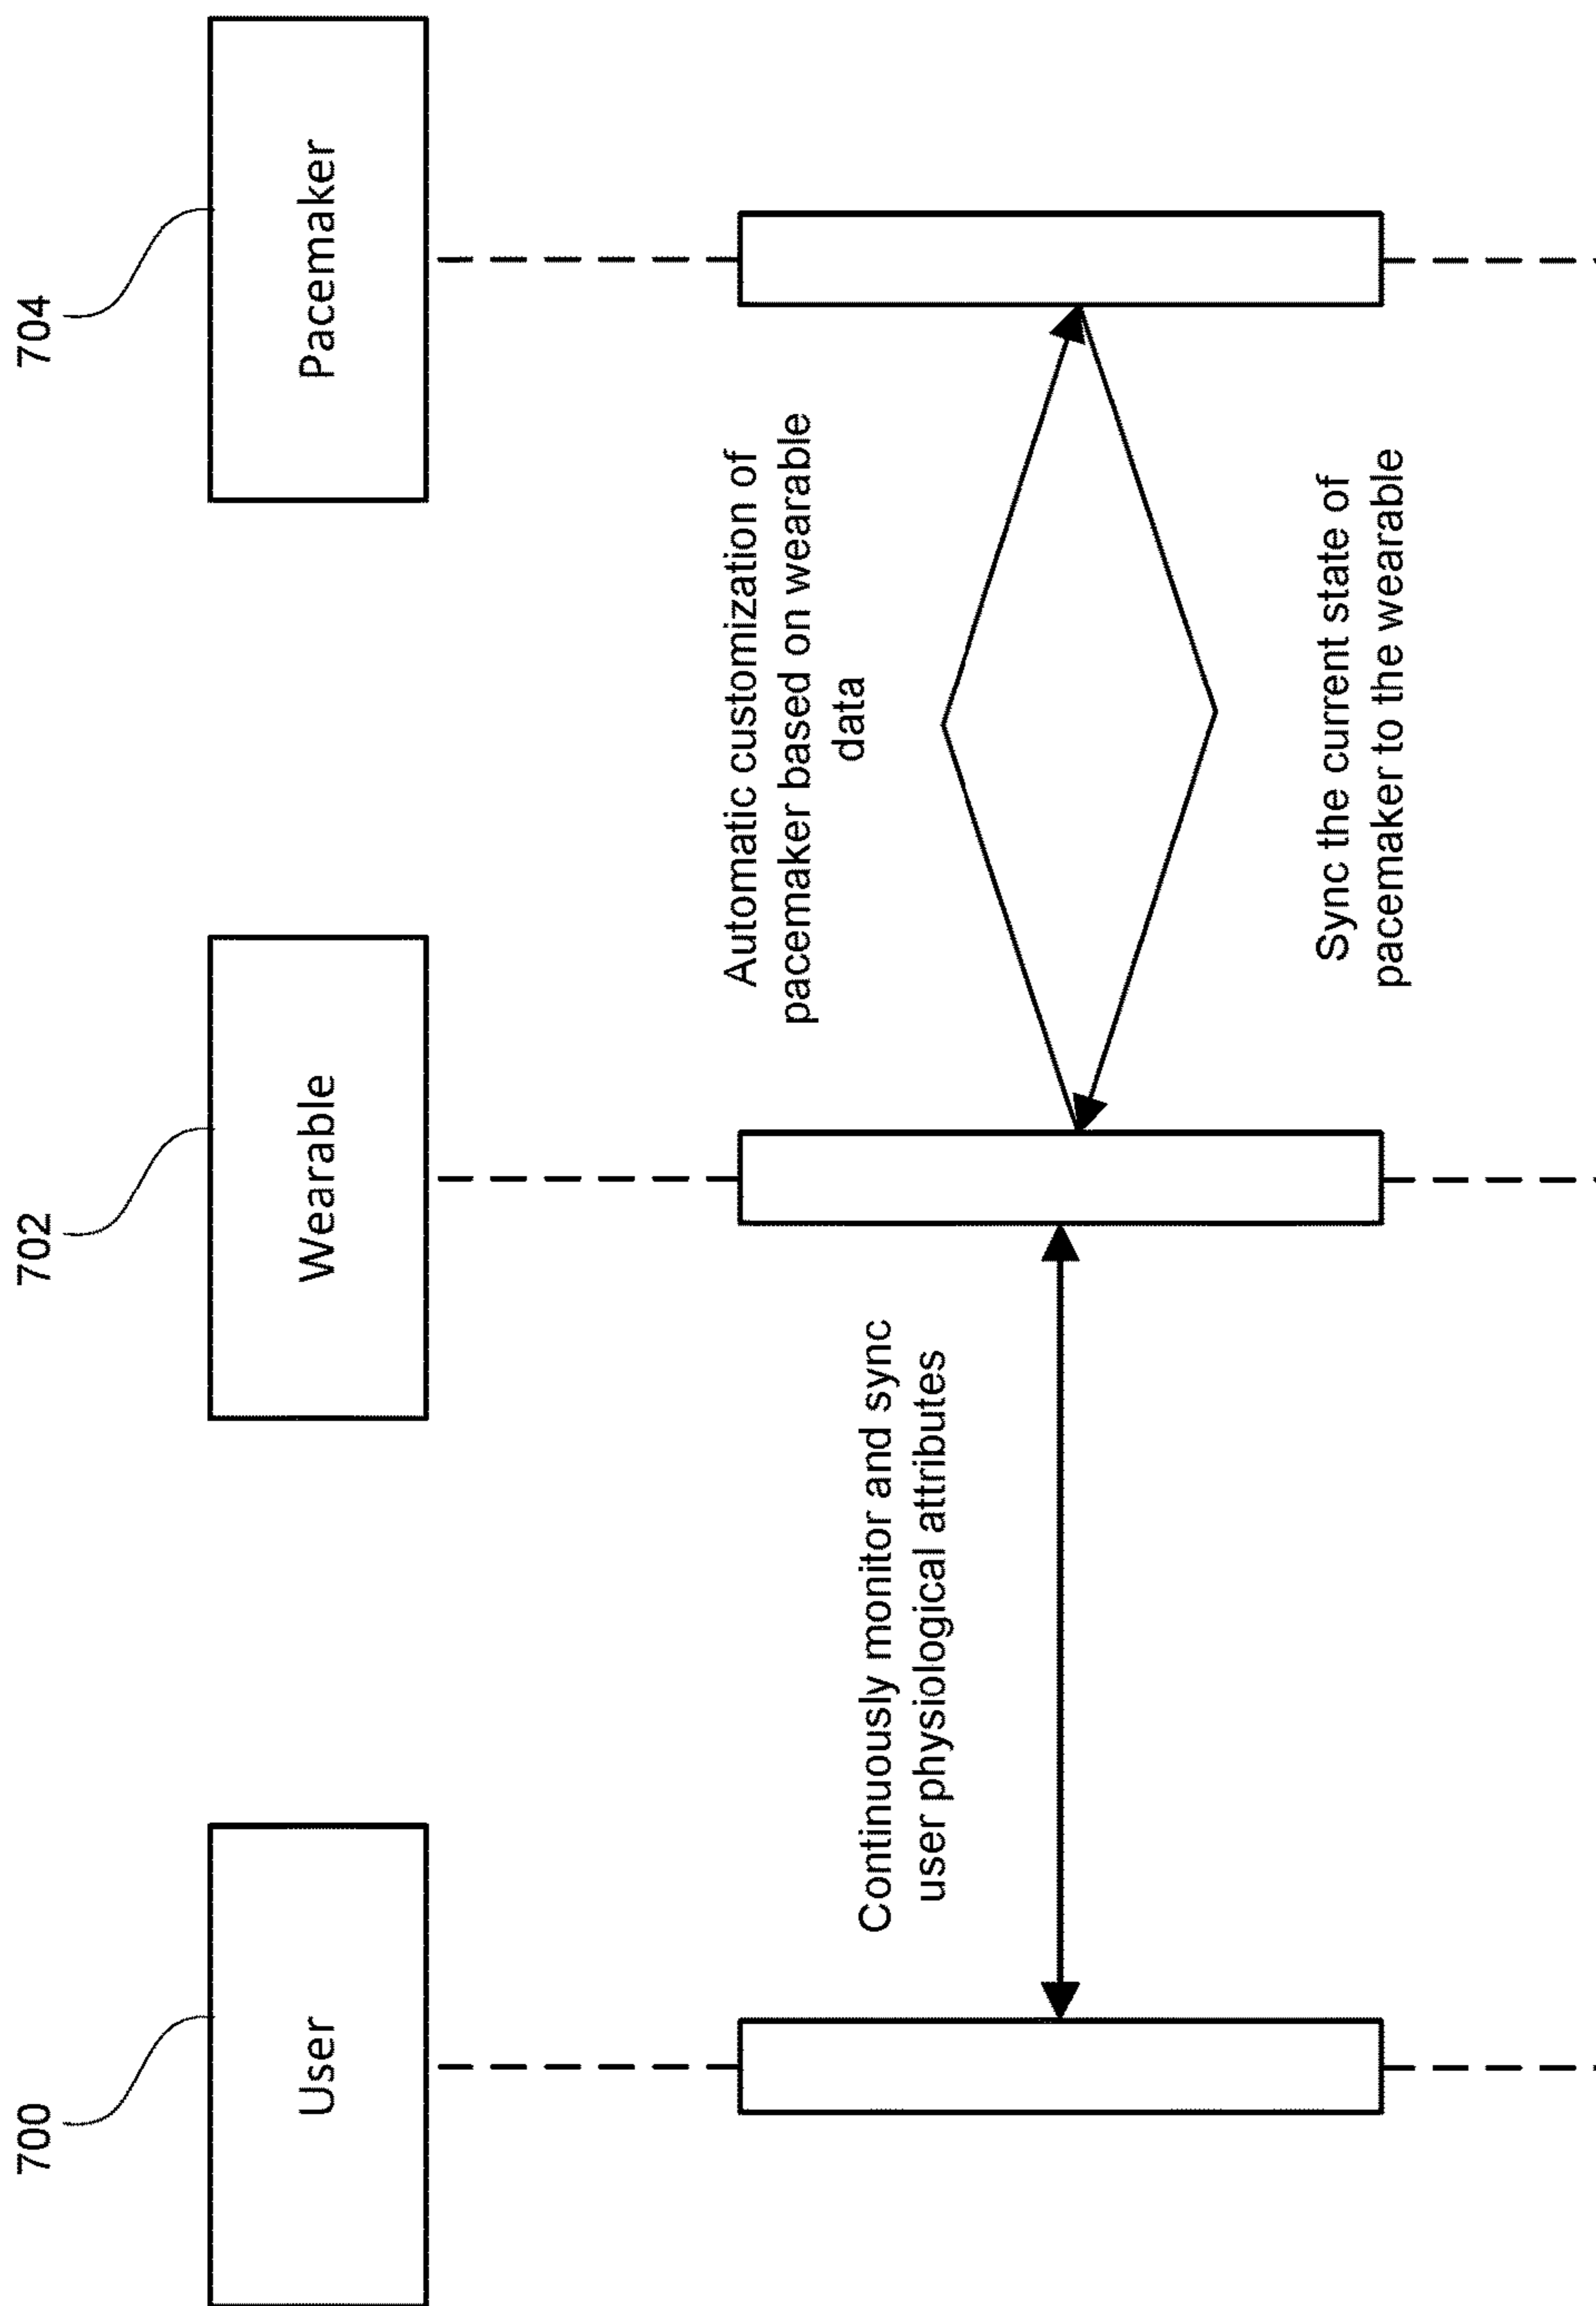 700
702
704
User
Wearable
Pacemaker
Continuously monitor and sync
user physiological attributes
Automatic customization of
pacemaker based on wearable
data
Sync the current state of
pacemaker to the wearable